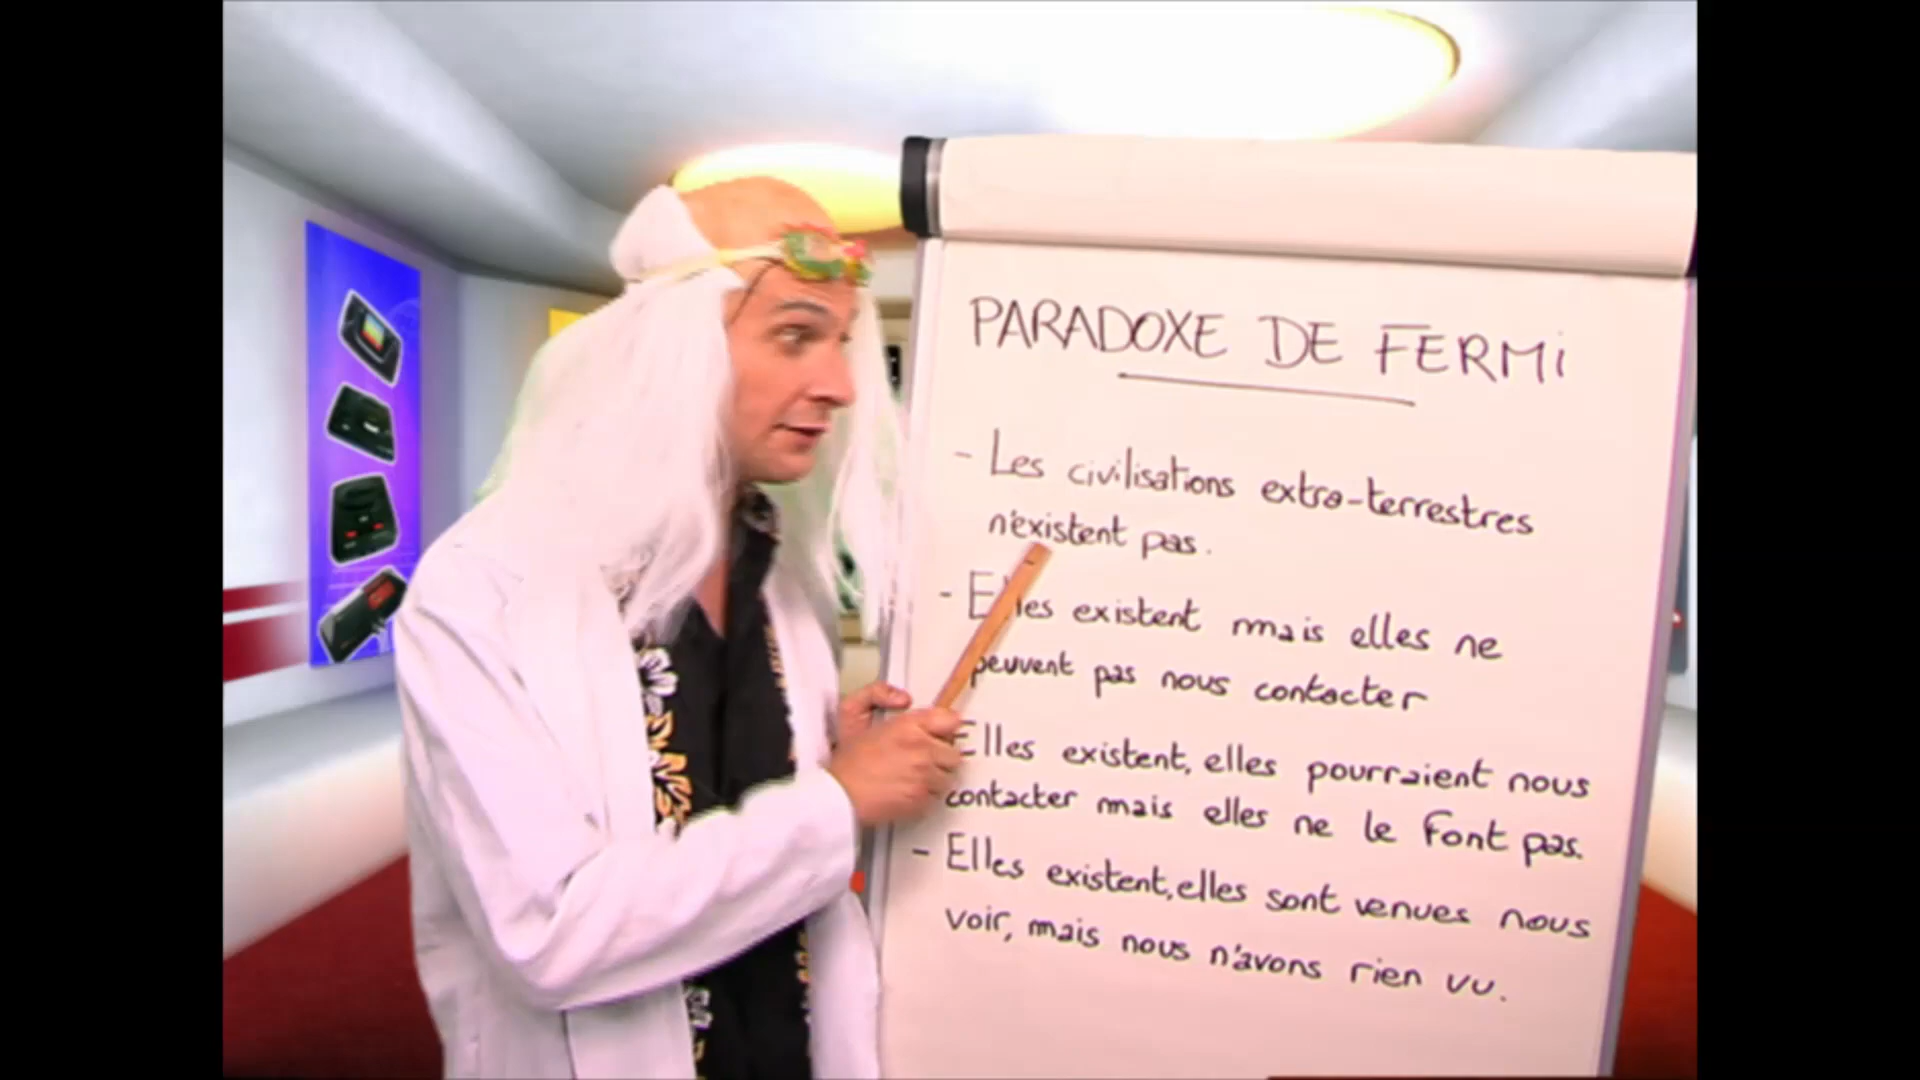 PARADOXE DE FERMI
- Les civilisations extra-terrestres
n'existent pas.
- Elles existent mais elles ne
peuvent pas nous contacter
Elles existent, elles pourraient nous
contacter mais elles ne le font pas.
- Elles existent, elles sont venues nous
voir, mais nous n'avons rien vu.